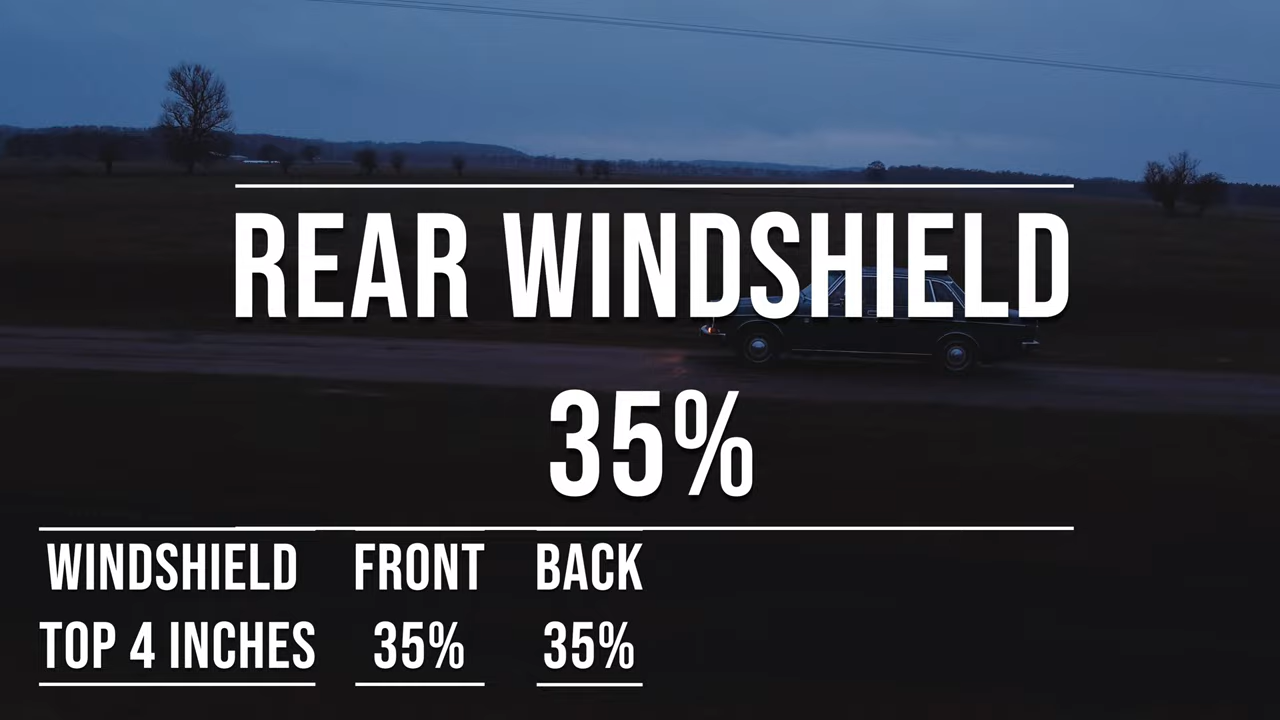 REAR WINDSHIELD
35%
WINDSHIELD FRONT BACK
TOP 4 INCHES 35% 35%